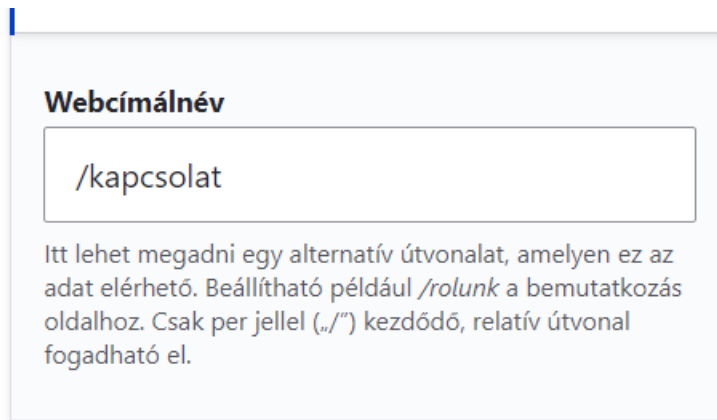 Webcímálnév
/kapcsolat
Itt lehet megadni egy alternatív útvonalat, amelyen ez az
adat elérhető. Beállítható például /rolunk a bemutatkozás
oldalhoz. Csak per jellel („/”) kezdődő, relatív útvonal
fogadható el.